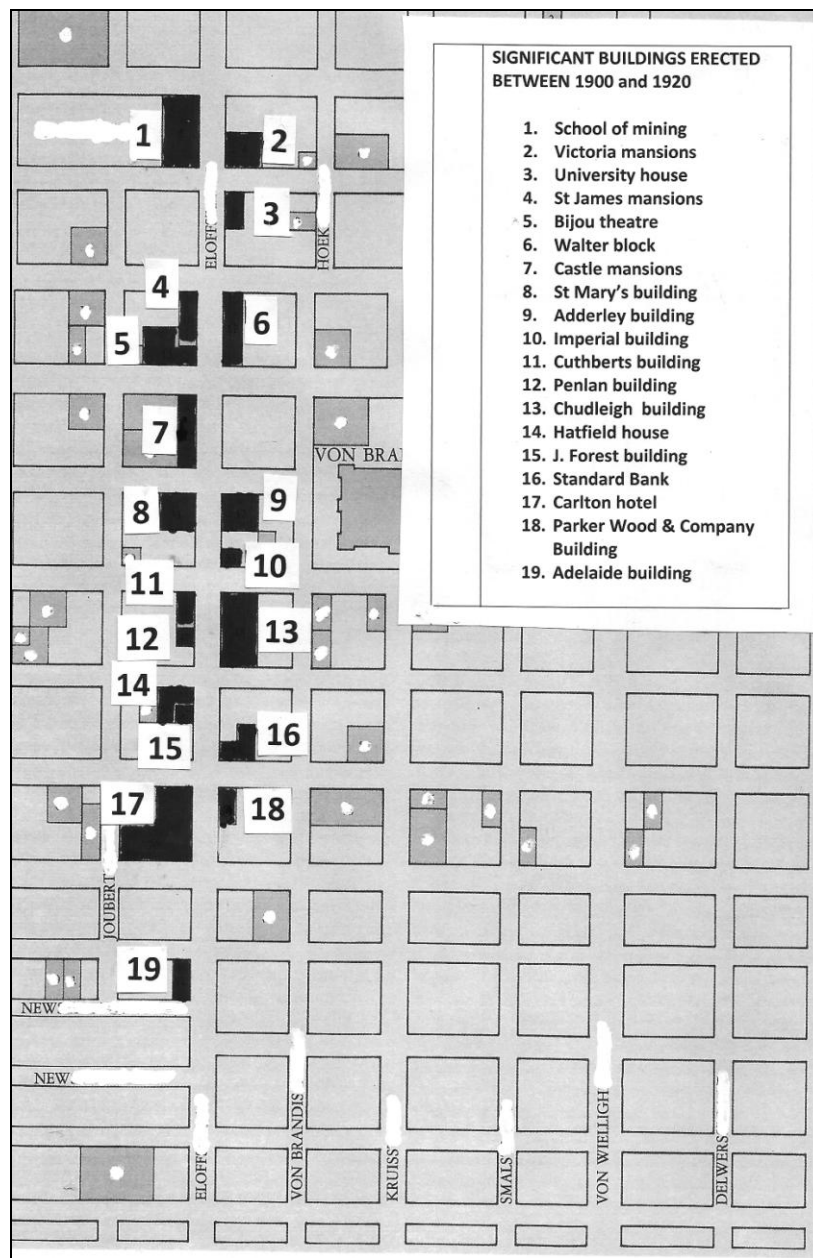 SIGNIFICANT BUILDINGS ERECTED
BETWEEN 1900 and 1920
1. School of mining
2. Victoria mansions
3. University house
4. St James mansions
5. Bijou theatre
6. Walter block
7. Castle mansions
8. St Mary's building
9. Adderley building
10. Imperial building
11. Cuthberts building
12. Penlan building
13. Chudleigh building
14. Hatfield house
15. J. Forest building
16. Standard Bank
17. Carlton hotel
18. Parker Wood & Company
Building
19. Adelaide building
1
2
3
ELOFF
HOEK
4
5
6
7
VON BRA
8
9
10
11
12
13
14
15
16
17
18
JOUBERT
19
NEWS
NEW
ELOFF
VON BRANDIS
KRUISS
SMALS
VON WIELLIGH
DELWERS